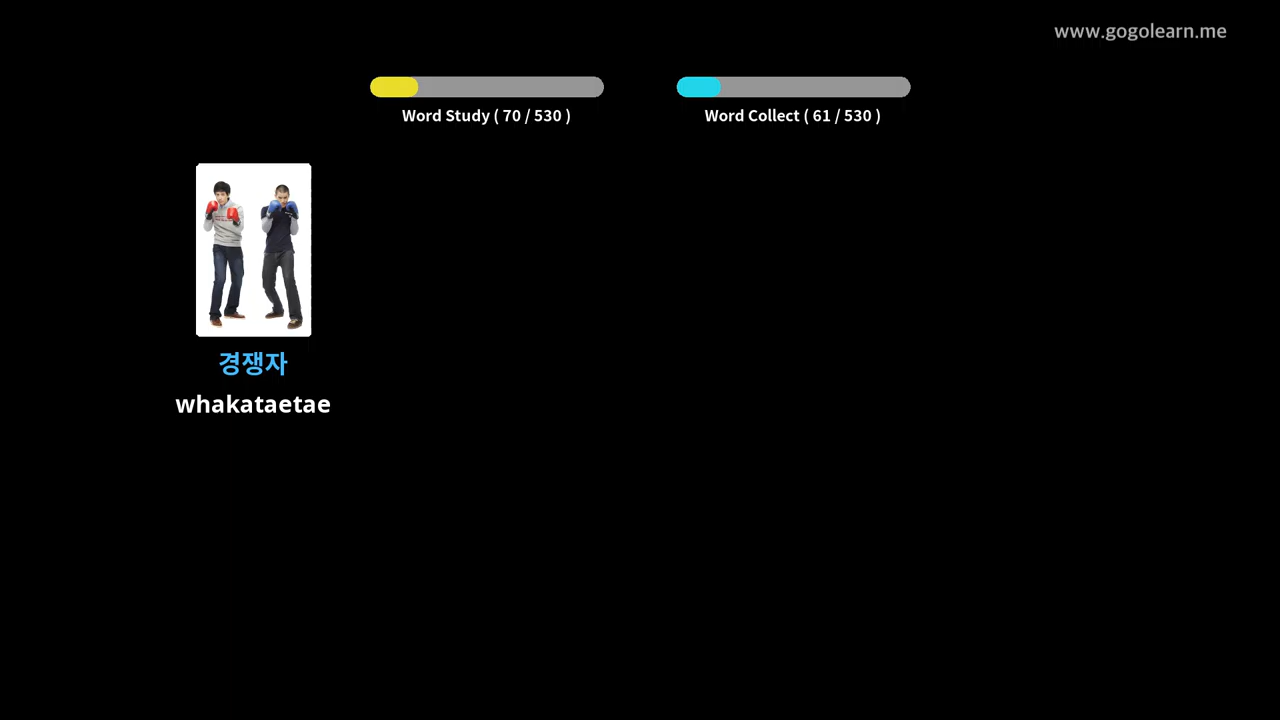 www.gogolearn.me
Word Study ( 70 / 530 )
Word Collect ( 61 / 530 )
경쟁자
whakataetae